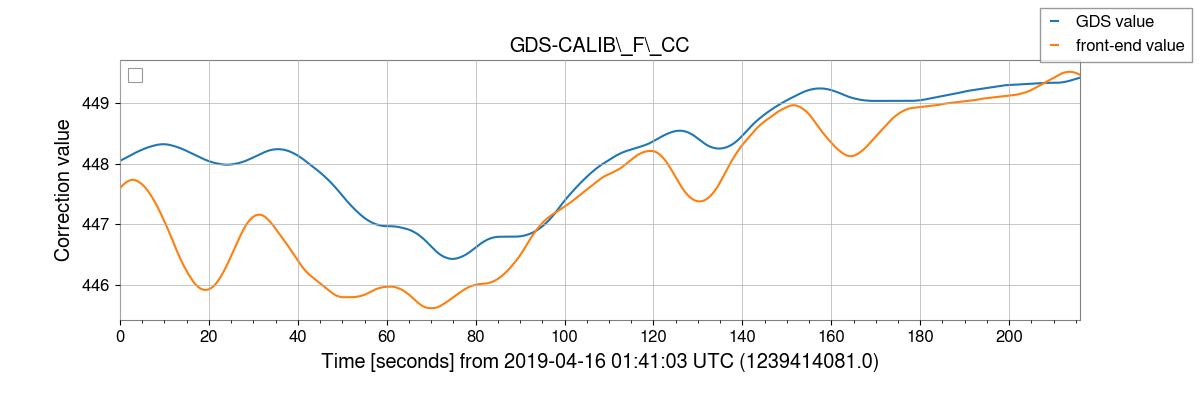 GDS value
front-end value
GDS-CALIB\_F\_CC
449
448
447
446
Correction value
0 20 40 60 80 100 120 140 160 180 200
Time [seconds] from 2019-04-16 01:41:03 UTC (1239414081.0)